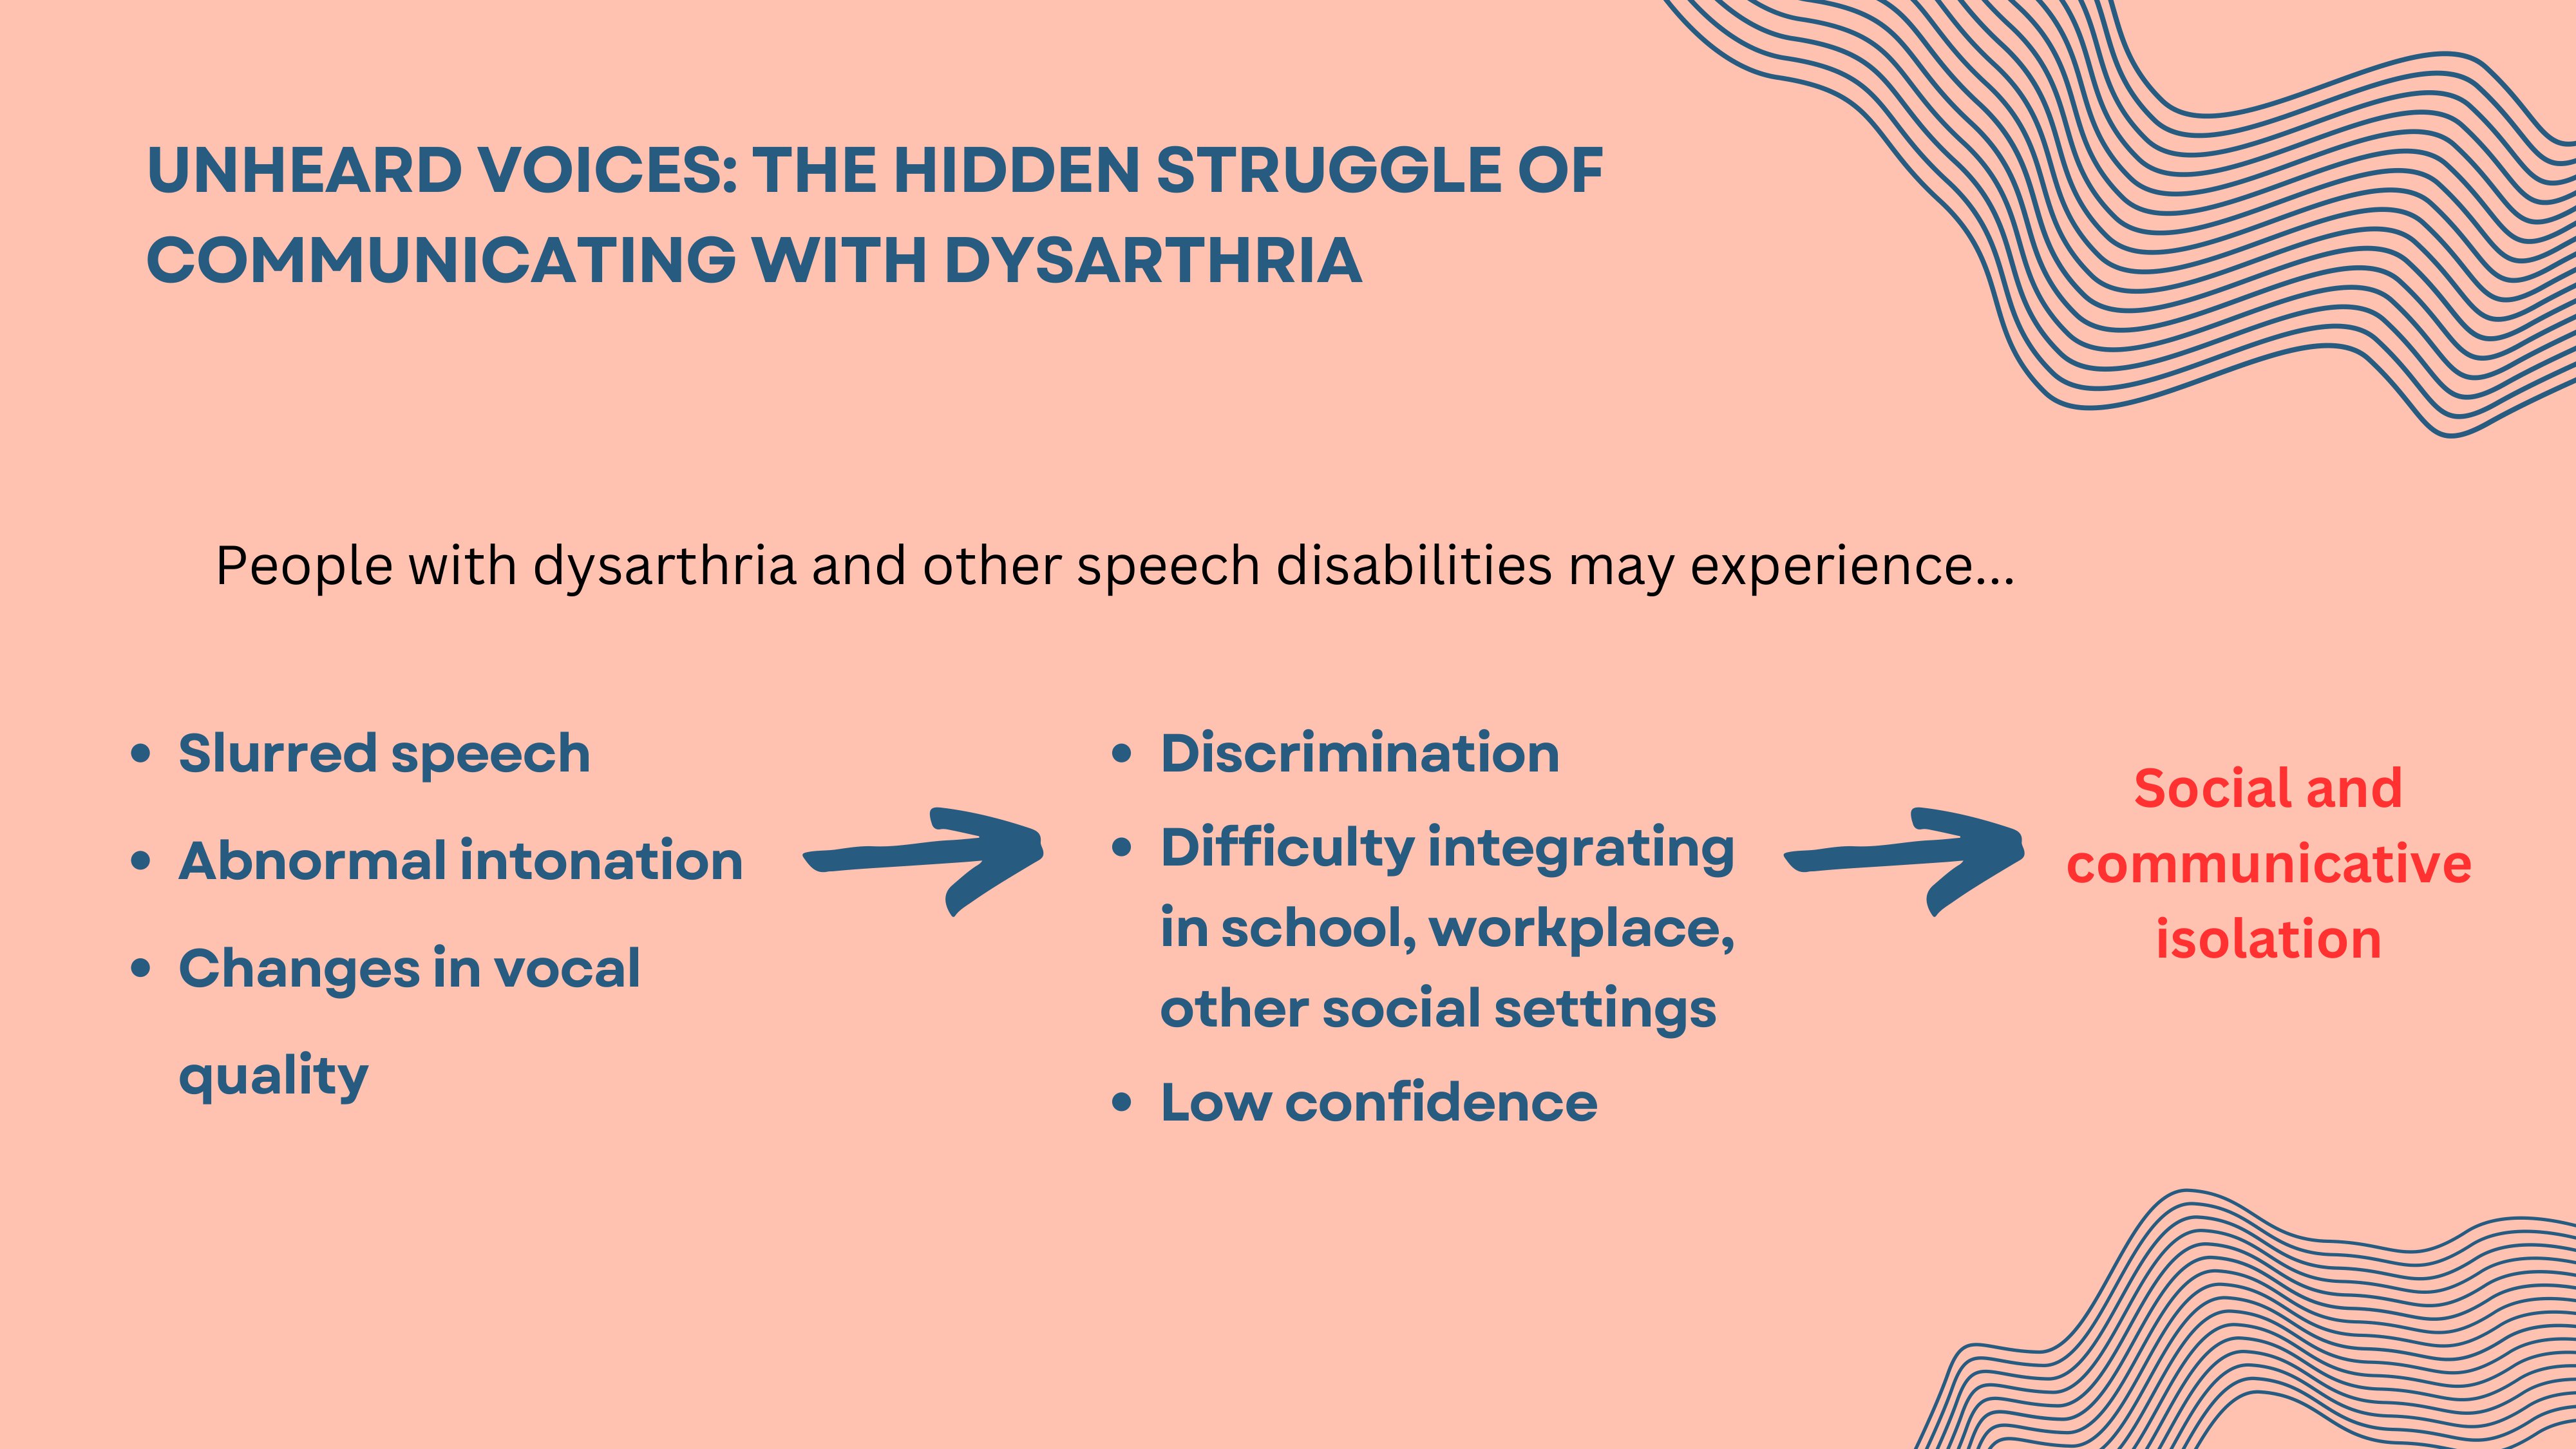 UNHEARD VOICES: THE HIDDEN STRUGGLE OF
COMMUNICATING WITH DYSARTHRIA
People with dysarthria and other speech disabilities may experience...
• Slurred speech
• Abnormal intonation
• Changes in vocal
quality
• Discrimination
• Difficulty integrating
in school, workplace,
other social settings
• Low confidence
Social and
communicative
isolation